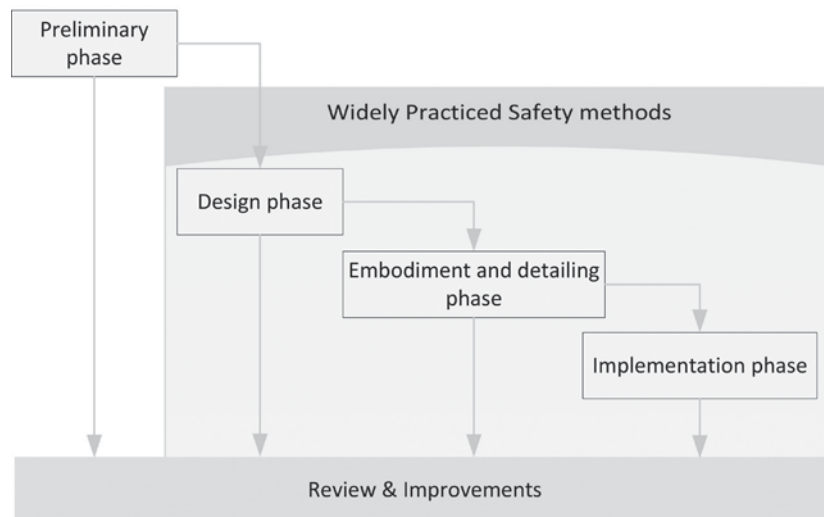 Preliminary
phase
Widely Practiced Safety methods
Design phase
Embodiment and detailing
phase
Implementation phase
Review & Improvements